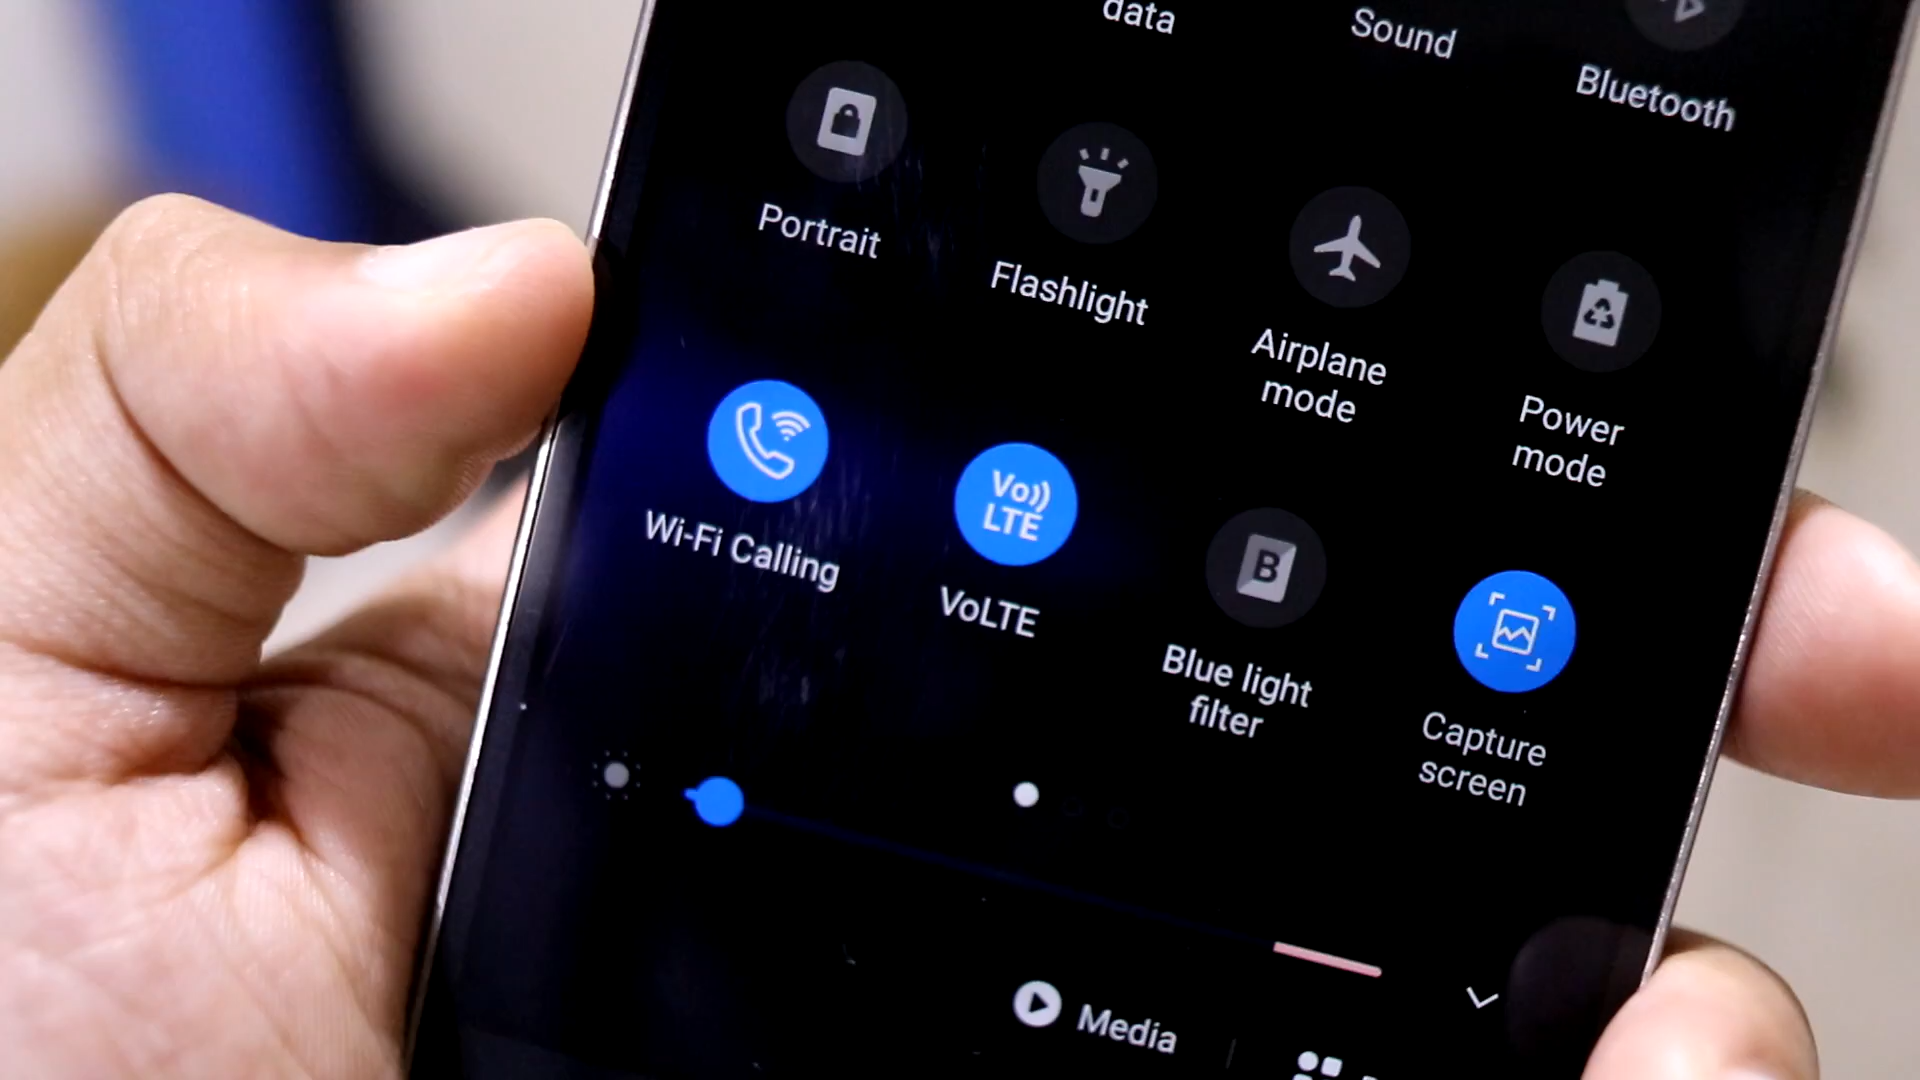 data
Sound
Bluetooth
Portrait
Flashlight
Airplane
mode
Power
mode
Wi-Fi Calling
Vo))
LTE
VoLTE
B
Blue light
filter
Capture
screen
Media